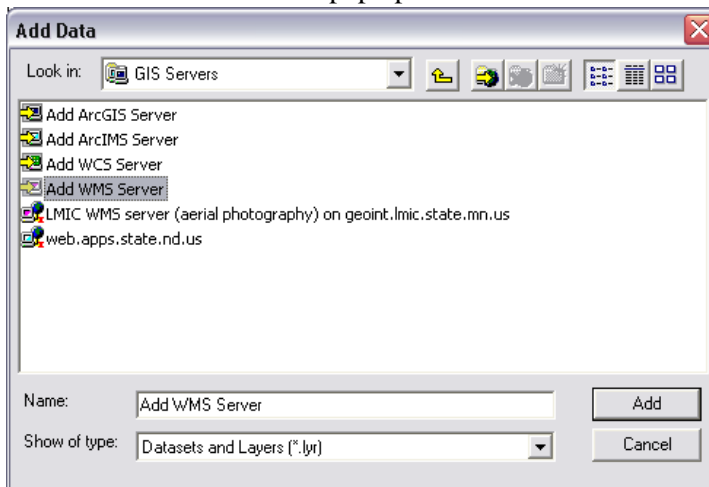 Add Data
Look in: GIS Servers
Add ArcGIS Server
Add ArcIMS Server
Add WCS Server
Add WMS Server
LMIC WMS server (aerial photography) on geoint.lmic.state.mn.us
web.apps.state.nd.us
Name: Add WMS Server Add
Show of type: Datasets and Layers (*.lyr) Cancel